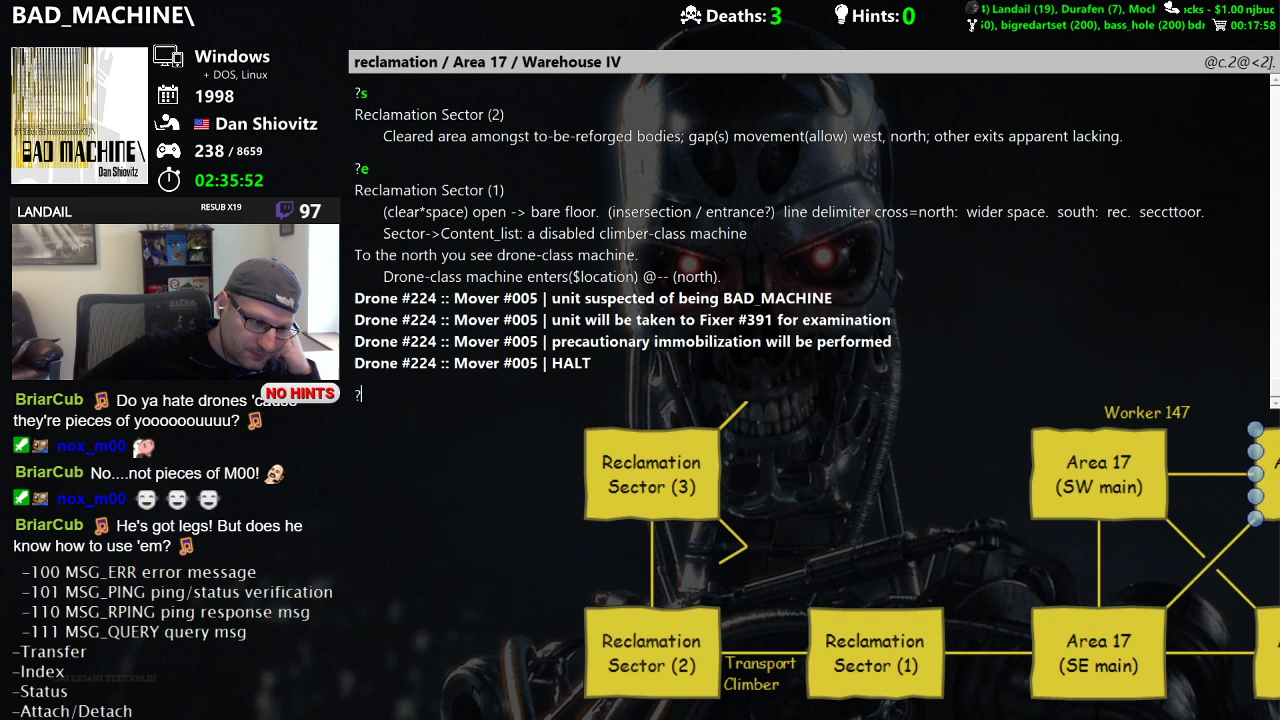 BAD_MACHINE\
Deaths: 3
Hints: 0
Landail (19), Durafen (7), Moch
ocks - $1.00 njbuc
50), bigredartset (200), bass_hole (200) bdr
00:17:58
BAD MACHINE\
Dan Shiovitz
Windows
+ DOS, Linux
1998
Dan Shiovitz
238 / 8659
02:35:52
LANDAIL
RESUB X19
97
NO HINTS
BriarCub Do ya hate drones 'cause
they're pieces of yoooooouuuu?
nox_m00
BriarCub No....not pieces of M00!
nox_m00
BriarCub He's got legs! But does he
know how to use 'em?
-100 MSG_ERR error message
-101 MSG_PING ping/status verification
-110 MSG_RPING ping response msg
-111 MSG_QUERY query msg
-Transfer
-Index
-Status
-Attach/Detach
reclamation / Area 17 / Warehouse IV
@c.2@<2].
?s
Reclamation Sector (2)
Cleared area amongst to-be-reforged bodies; gap(s) movement(allow) west, north; other exits apparent lacking.
?e
Reclamation Sector (1)
(clear*space) open -> bare floor. (insersection / entrance?) line delimiter cross=north: wider space. south: rec. seccttoor.
Sector->Content_list: a disabled climber-class machine
To the north you see drone-class machine.
Drone-class machine enters($location) @-- (north).
Drone #224 :: Mover #005 | unit suspected of being BAD_MACHINE
Drone #224 :: Mover #005 | unit will be taken to Fixer #391 for examination
Drone #224 :: Mover #005 | precautionary immobilization will be performed
Drone #224 :: Mover #005 | HALT
?
Worker 147
Reclamation
Sector (3)
Area 17
(SW main)
Reclamation
Sector (2)
Transport
Climber
Reclamation
Sector (1)
Area 17
(SE main)